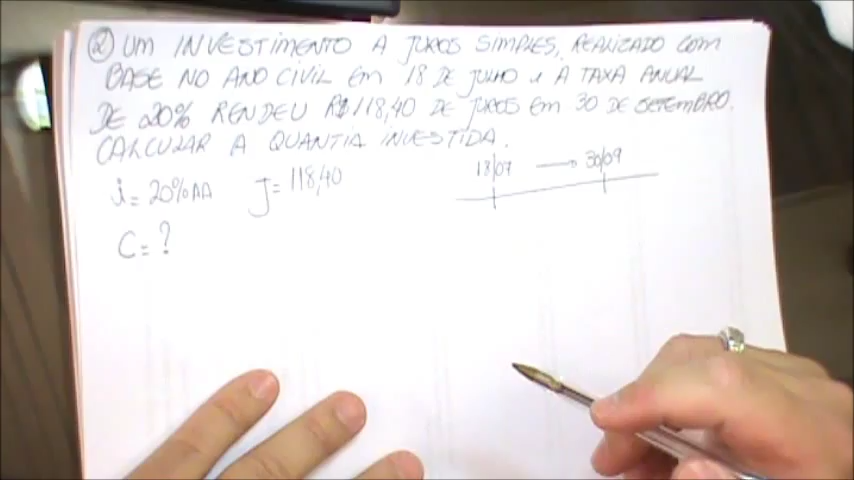 2 UM INVESTIMENTO A JUROS SIMPLES, REALIZADO COM
BASE NO ANO CIVIL EM 18 DE JULHO E A TAXA ANUAL
DE 20% RENDEU R$118,40 DE JUROS EM 30 DE SETEMBRO.
CALCULAR A QUANTIA INVESTIDA.
i = 20% AA J = 118,40 18/07 → 30/09
C = ?